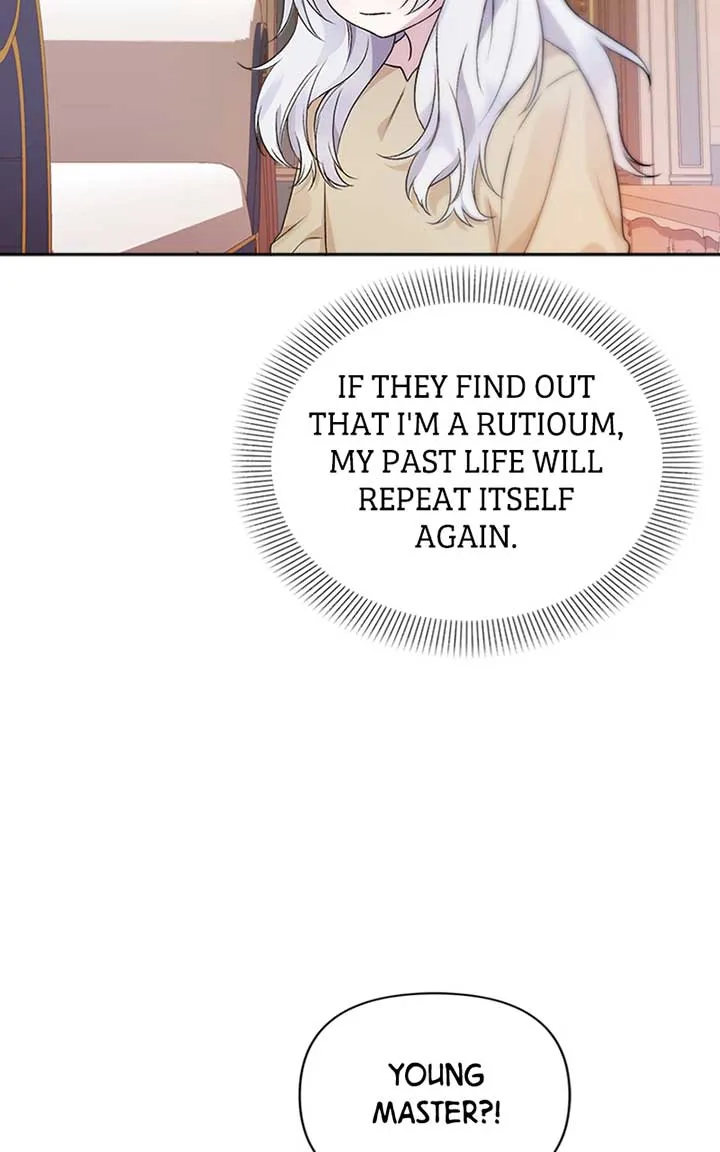 IF THEY FIND OUT
THAT I'M A RUTIOUM,
MY PAST LIFE WILL
REPEAT ITSELF
AGAIN.
YOUNG
MASTER?!